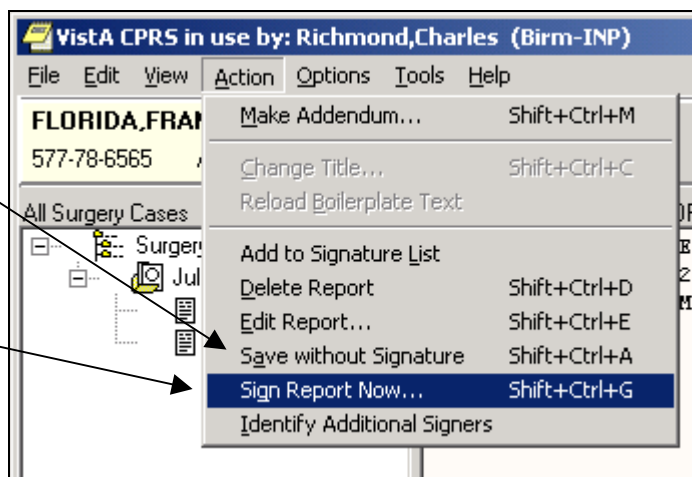 VistA CPRS in use by: Richmond,Charles (Birm-INP)
File Edit View Action Options Tools Help
FLORIDA,FRAN
577-78-6565
All Surgery Cases
Surgery
Jul
Make Addendum... Shift+Ctrl+M
Change Title... Shift+Ctrl+C
Reload Boilerplate Text
Add to Signature List
Delete Report Shift+Ctrl+D
Edit Report... Shift+Ctrl+E
Save without Signature Shift+Ctrl+A
Sign Report Now... Shift+Ctrl+G
Identify Additional Signers